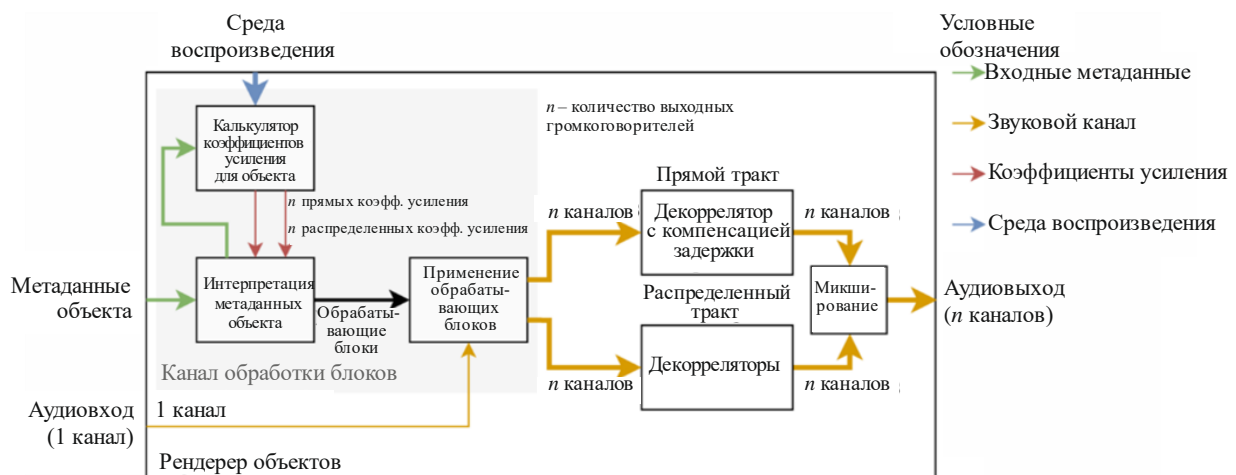 Среда
воспроизведения
Условные
обозначения
Входные метаданные
Звуковой канал
Коэффициенты усиления
Среда воспроизведения
n – количество выходных
громкоговорителей
Калькулятор
коэффициентов
усиления
для объекта
n прямых коэфф. усиления
n распределенных коэфф. усиления
Прямой тракт
n каналов
Декоррелятор
с компенсацией
задержки
n каналов
Метаданные
объекта
Интерпретация
метаданных
объекта
Обрабаты-
вающие
блоки
Применение
обрабаты-
вающих
блоков
Распределенный
тракт
Микши-
рование
Аудиовыход
(n каналов)
n каналов
Декорреляторы
n каналов
Канал обработки блоков
Аудиовход
(1 канал)
1 канал
Рендерер объектов